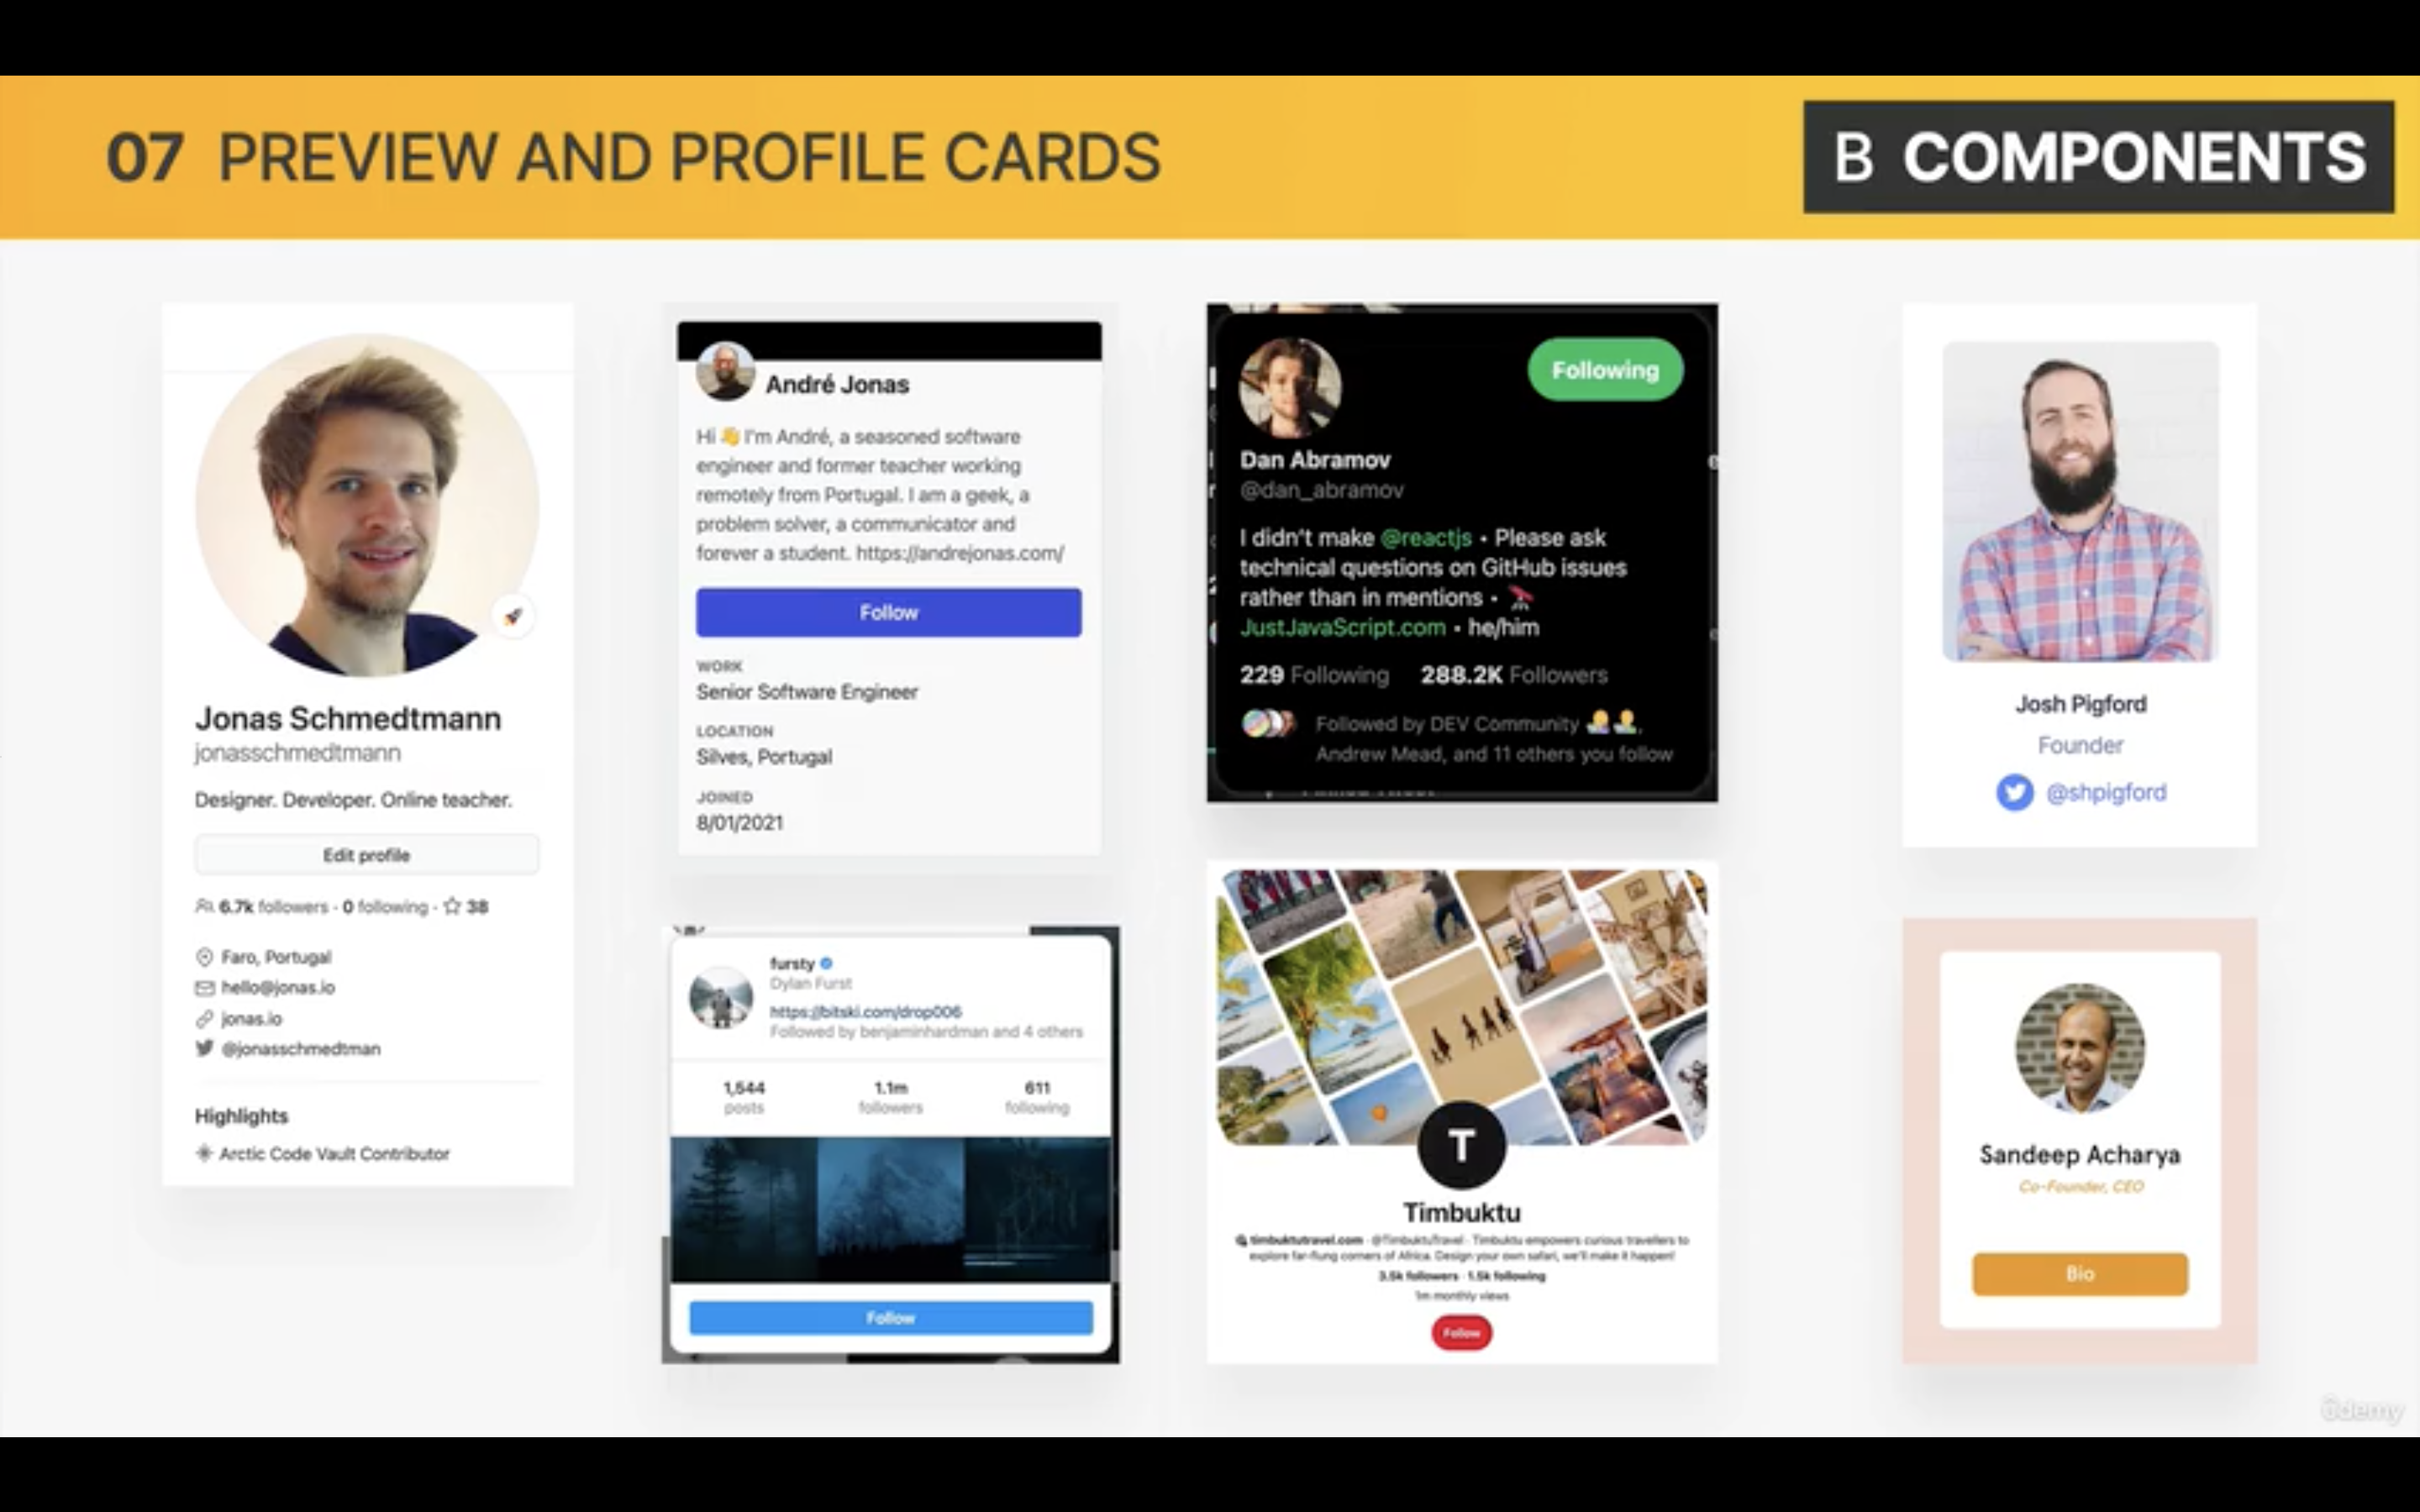 07 PREVIEW AND PROFILE CARDS
B COMPONENTS
Jonas Schmedtmann
jonasschmedtmann
Designer. Developer. Online teacher.
Edit profile
6.7k followers · 0 following · 38
Faro, Portugal
hello@jonas.io
jonas.io
@jonasschmedtman
Highlights
Arctic Code Vault Contributor
André Jonas
Hi 👋 I'm André, a seasoned software
engineer and former teacher working
remotely from Portugal. I am a geek, a
problem solver, a communicator and
forever a student. https://andrejonas.com/
Follow
WORK
Senior Software Engineer
LOCATION
Silves, Portugal
JOINED
8/01/2021
fursty
Dylan Furst
https://bitski.com/drop006
Followed by benjaminhardman and 4 others
1,544 1.1m 611
posts followers following
Follow
Following
Dan Abramov
@dan_abramov
I didn't make @reactjs • Please ask
technical questions on GitHub issues
rather than in mentions •
JustJavaScript.com • he/him
229 Following 288.2K Followers
Followed by DEV Community
Andrew Mead, and 11 others you follow
T
Timbuktu
timbuktutravel.com · @TimbuktuTravel · Timbuktu empowers curious travellers to
explore far-flung corners of Africa. Design your own safari, we'll make it happen!
3.5k followers · 1.5k following
1m monthly views
Follow
Josh Pigford
Founder
@shpigford
Sandeep Acharya
Co-Founder, CEO
Bio
ûdemy